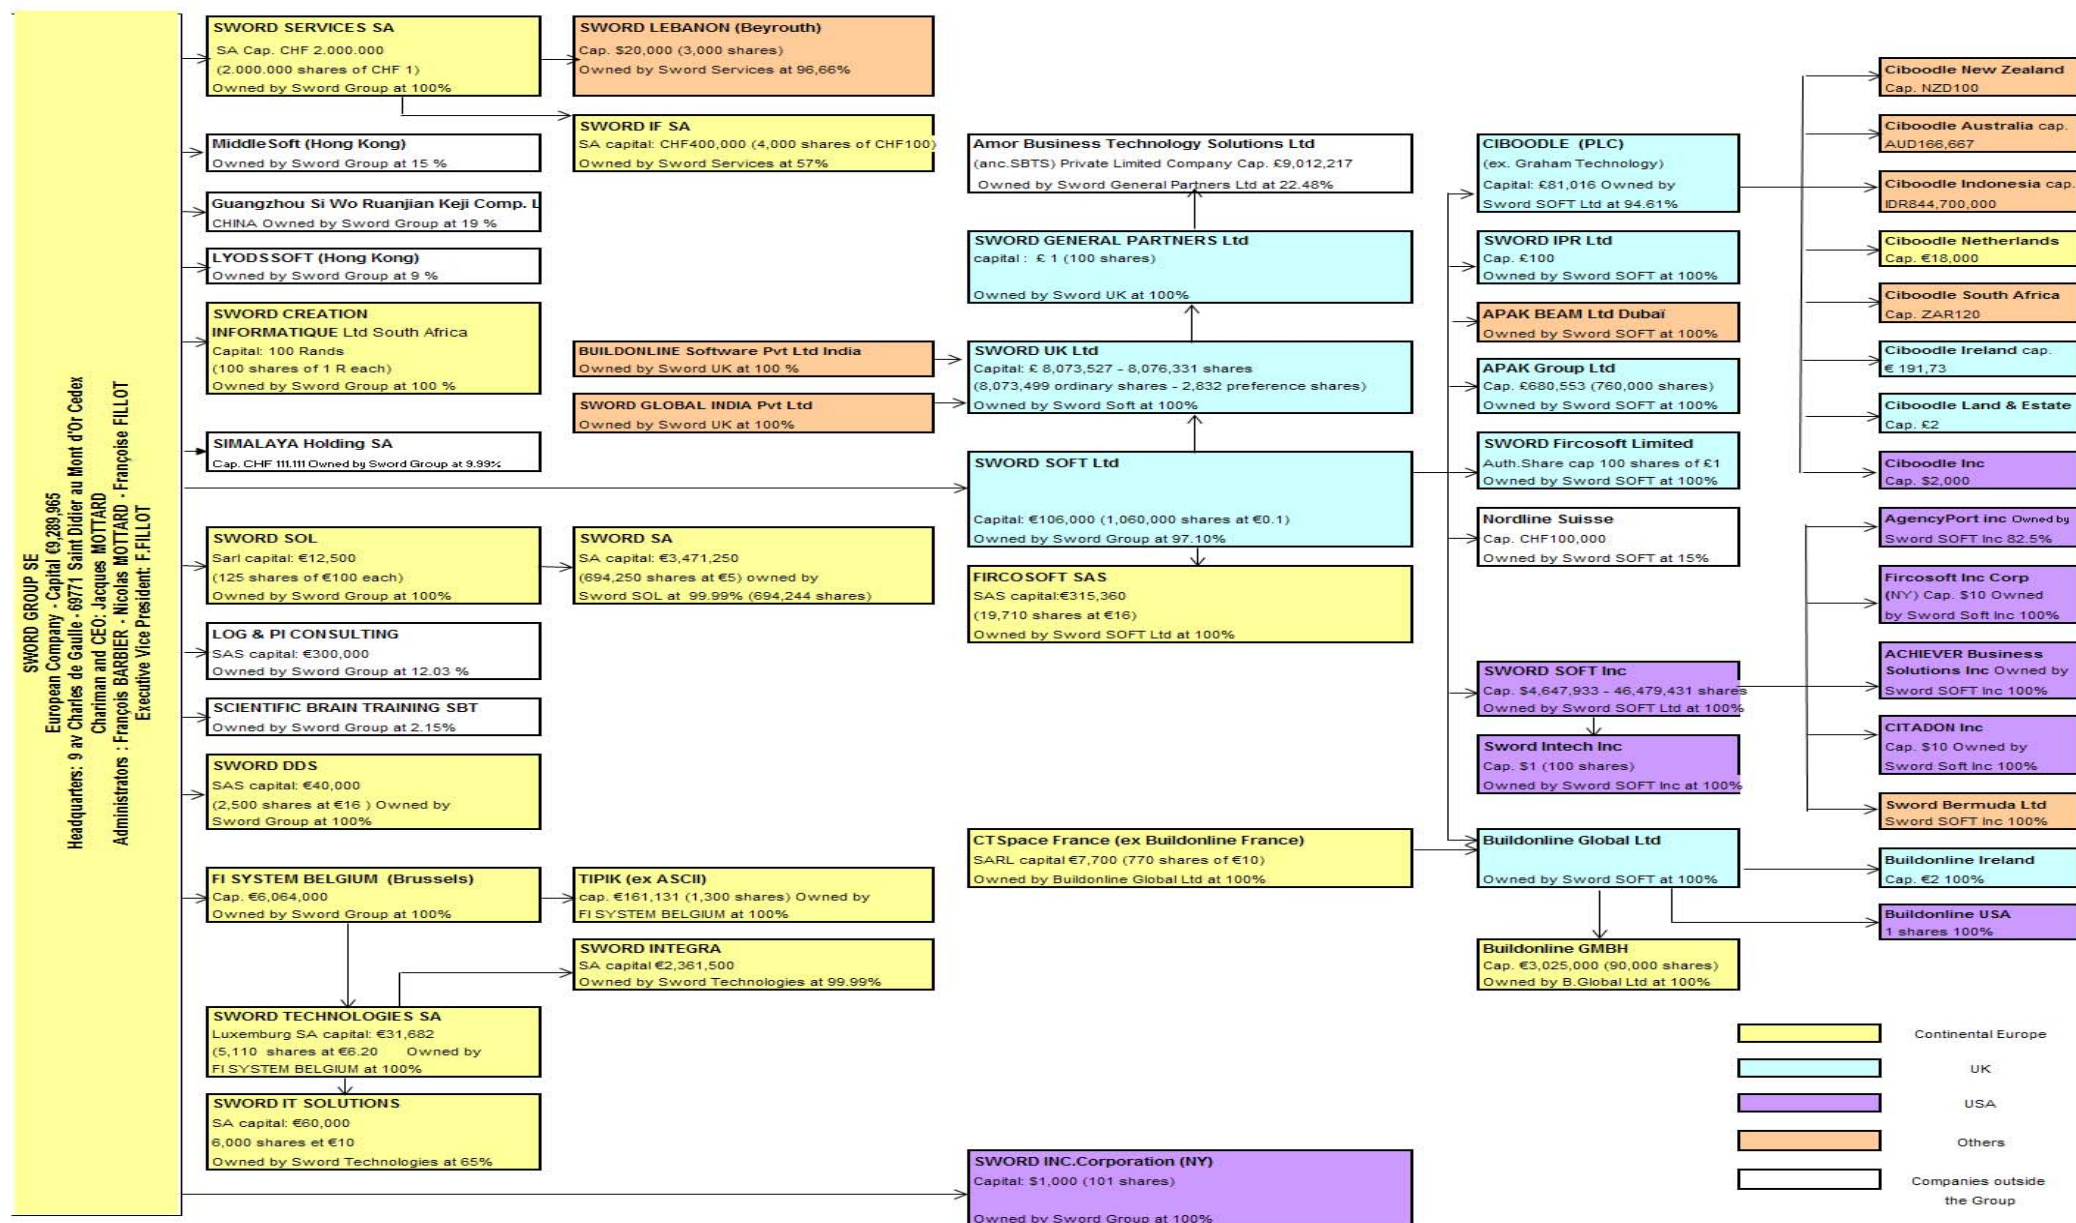 SWORD GROUP SE
European Company - Capital €9,289,965
Headquarters: 9 av Charles de Gaulle - 69771 Saint Didier au Mont d'Or Cedex
Chariman and CEO: Jacques MOTTARD
Administrators : François BARBIER - Nicolas MOTTARD - Françoise FILLOT
Executive Vice President: F.FILLOT
SWORD SERVICES SA
SA Cap. CHF 2.000.000
(2.000.000 shares of CHF 1)
Owned by Sword Group at 100%
MiddleSoft (Hong Kong)
Owned by Sword Group at 15 %
Guangzhou Si Wo Ruanjian Keji Comp. L
CHINA Owned by Sword Group at 19 %
LYODSSOFT (Hong Kong)
Owned by Sword Group at 9 %
SWORD CREATION
INFORMATIQUE Ltd South Africa
Capital: 100 Rands
(100 shares of 1 R each)
Owned by Sword Group at 100 %
SIMALAYA Holding SA
Cap. CHF 111.111 Owned by Sword Group at 9.99%
SWORD SOL
Sarl capital: €12,500
(125 shares of €100 each)
Owned by Sword Group at 100%
LOG & PI CONSULTING
SAS capital: €300,000
Owned by Sword Group at 12.03 %
SCIENTIFIC BRAIN TRAINING SBT
Owned by Sword Group at 2.15%
SWORD DDS
SAS capital: €40,000
(2,500 shares at €16 ) Owned by
Sword Group at 100%
FI SYSTEM BELGIUM (Brussels)
Cap. €6,064,000
Owned by Sword Group at 100%
SWORD TECHNOLOGIES SA
Luxemburg SA capital: €31,682
(5,110 shares at €6.20 Owned by
FI SYSTEM BELGIUM at 100%
SWORD IT SOLUTIONS
SA capital: €60,000
6,000 shares et €10
Owned by Sword Technologies at 65%
SWORD LEBANON (Beyrouth)
Cap. $20,000 (3,000 shares)
Owned by Sword Services at 96,66%
SWORD IF SA
SA capital: CHF400,000 (4,000 shares of CHF100)
Owned by Sword Services at 57%
BUILDONLINE Software Pvt Ltd India
Owned by Sword UK at 100 %
SWORD GLOBAL INDIA Pvt Ltd
Owned by Sword UK at 100%
SWORD SA
SA capital: €3,471,250
(694,250 shares at €5) owned by
Sword SOL at 99.99% (694,244 shares)
TIPIK (ex ASCII)
cap. €161,131 (1,300 shares) Owned by
FI SYSTEM BELGIUM at 100%
SWORD INTEGRA
SA capital €2,361,500
Owned by Sword Technologies at 99.99%
Amor Business Technology Solutions Ltd
(anc.SBTS) Private Limited Company Cap. £9,012,217
Owned by Sword General Partners Ltd at 22.48%
SWORD GENERAL PARTNERS Ltd
capital : £ 1 (100 shares)
Owned by Sword UK at 100%
SWORD UK Ltd
Capital: £ 8,073,527 - 8,076,331 shares
(8,073,499 ordinary shares - 2,832 preference shares)
Owned by Sword Soft at 100%
SWORD SOFT Ltd
Capital: €106,000 (1,060,000 shares at €0.1)
Owned by Sword Group at 97.10%
FIRCOSOFT SAS
SAS capital:€315,360
(19,710 shares at €16)
Owned by Sword SOFT Ltd at 100%
CTSpace France (ex Buildonline France)
SARL capital €7,700 (770 shares of €10)
Owned by Buildonline Global Ltd at 100%
SWORD INC.Corporation (NY)
Capital: $1,000 (101 shares)
Owned by Sword Group at 100%
CIBOODLE (PLC)
(ex. Graham Technology)
Capital: £81,016 Owned by
Sword SOFT Ltd at 94.61%
SWORD IPR Ltd
Cap. £100
Owned by Sword SOFT at 100%
APAK BEAM Ltd Dubaï
Owned by Sword SOFT at 100%
APAK Group Ltd
Cap. £680,553 (760,000 shares)
Owned by Sword SOFT at 100%
SWORD Fircosoft Limited
Auth.Share cap 100 shares of £1
Owned by Sword SOFT at 100%
Nordline Suisse
Cap. CHF100,000
Owned by Sword SOFT at 15%
SWORD SOFT Inc
Cap. $4,647,933 - 46,479,431 shares
Owned by Sword SOFT Ltd at 100%
Sword Intech Inc
Cap. $1 (100 shares)
Owned by Sword SOFT Inc at 100%
Buildonline Global Ltd
Owned by Sword SOFT at 100%
Buildonline GMBH
Cap. €3,025,000 (90,000 shares)
Owned by B.Global Ltd at 100%
Ciboodle New Zealand
Cap. NZD100
Ciboodle Australia cap.
AUD166,667
Ciboodle Indonesia cap.
IDR844,700,000
Ciboodle Netherlands
Cap. €18,000
Ciboodle South Africa
Cap. ZAR120
Ciboodle Ireland cap.
€ 191,73
Ciboodle Land & Estate
Cap. £2
Ciboodle Inc
Cap. $2,000
AgencyPort inc Owned by
Sword SOFT Inc 82.5%
Fircosoft Inc Corp
(NY) Cap. $10 Owned
by Sword Soft Inc 100%
ACHIEVER Business
Solutions Inc Owned by
Sword SOFT Inc 100%
CITADON Inc
Cap. $10 Owned by
Sword Soft Inc 100%
Sword Bermuda Ltd
Sword SOFT Inc 100%
Buildonline Ireland
Cap. €2 100%
Buildonline USA
1 shares 100%
Continental Europe
UK
USA
Others
Companies outside
the Group